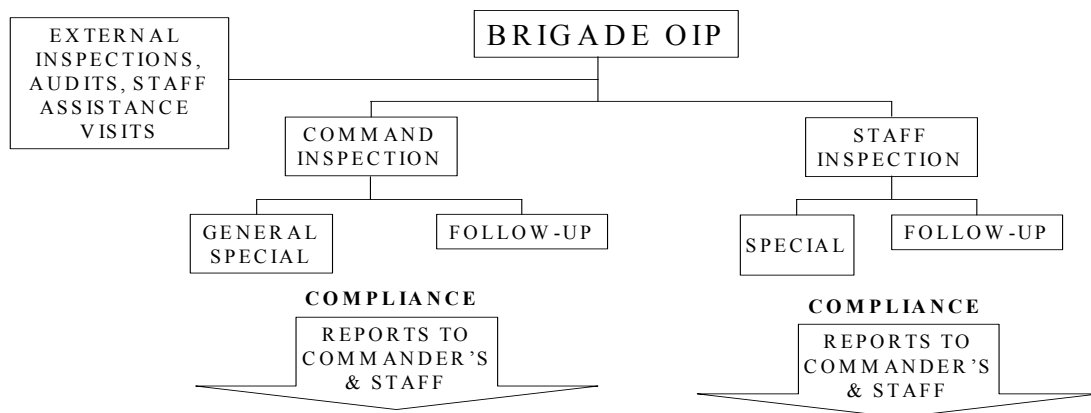 BRIGADE OIP
EXTERNAL
INSPECTIONS,
AUDITS, STAFF
ASSISTANCE
VISITS
COMMAND
INSPECTION
STAFF
INSPECTION
GENERAL
SPECIAL
FOLLOW-UP
SPECIAL
FOLLOW-UP
COMPLIANCE
REPORTS TO
COMMANDER’S
& STAFF
COMPLIANCE
REPORTS TO
COMMANDER’S
& STAFF